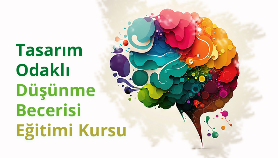 Tasarım
Odaklı
Düşünme
Becerisi
Eğitimi Kursu